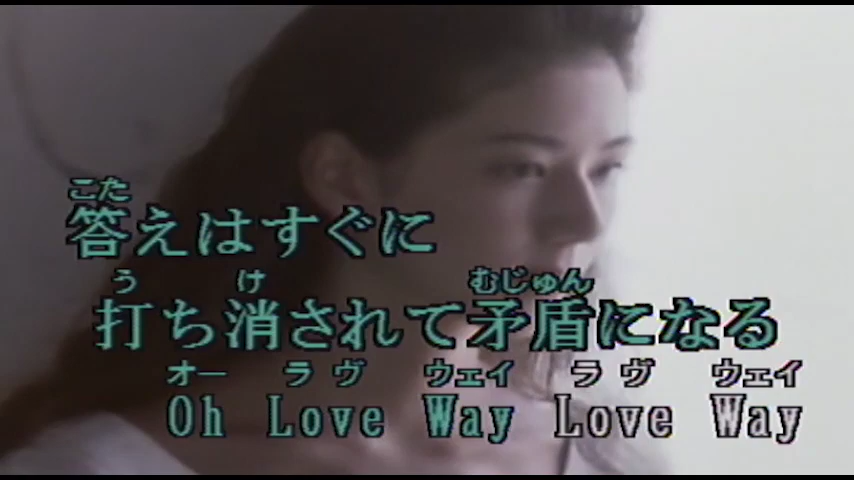 こた
答えはすぐに
う け むじゅん
打ち消されて矛盾になる
オー ラヴ ウェイ ラヴ ウェイ
Oh Love Way Love Way